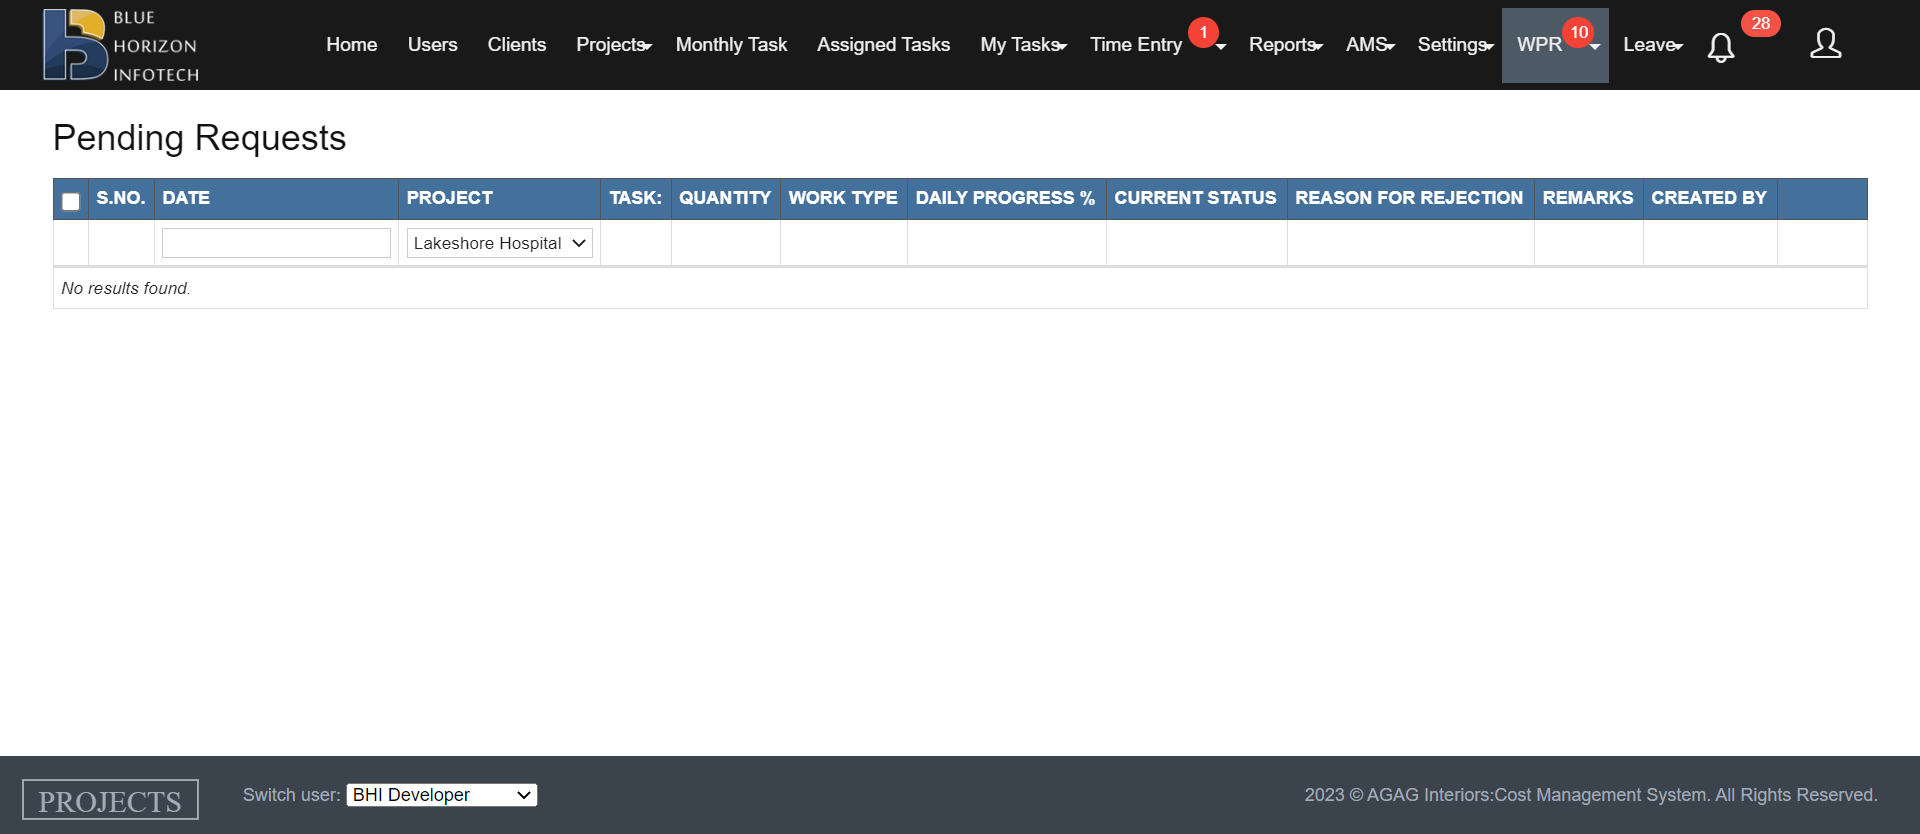 BLUE
HORIZON
INFOTECH
Home Users Clients Projects Monthly Task Assigned Tasks My Tasks Time Entry 1 Reports AMS Settings WPR 10 Leave 28
Pending Requests
S.NO. DATE PROJECT TASK: QUANTITY WORK TYPE DAILY PROGRESS % CURRENT STATUS REASON FOR REJECTION REMARKS CREATED BY
Lakeshore Hospital
No results found.
PROJECTS Switch user: BHI Developer 2023 © AGAG Interiors:Cost Management System. All Rights Reserved.